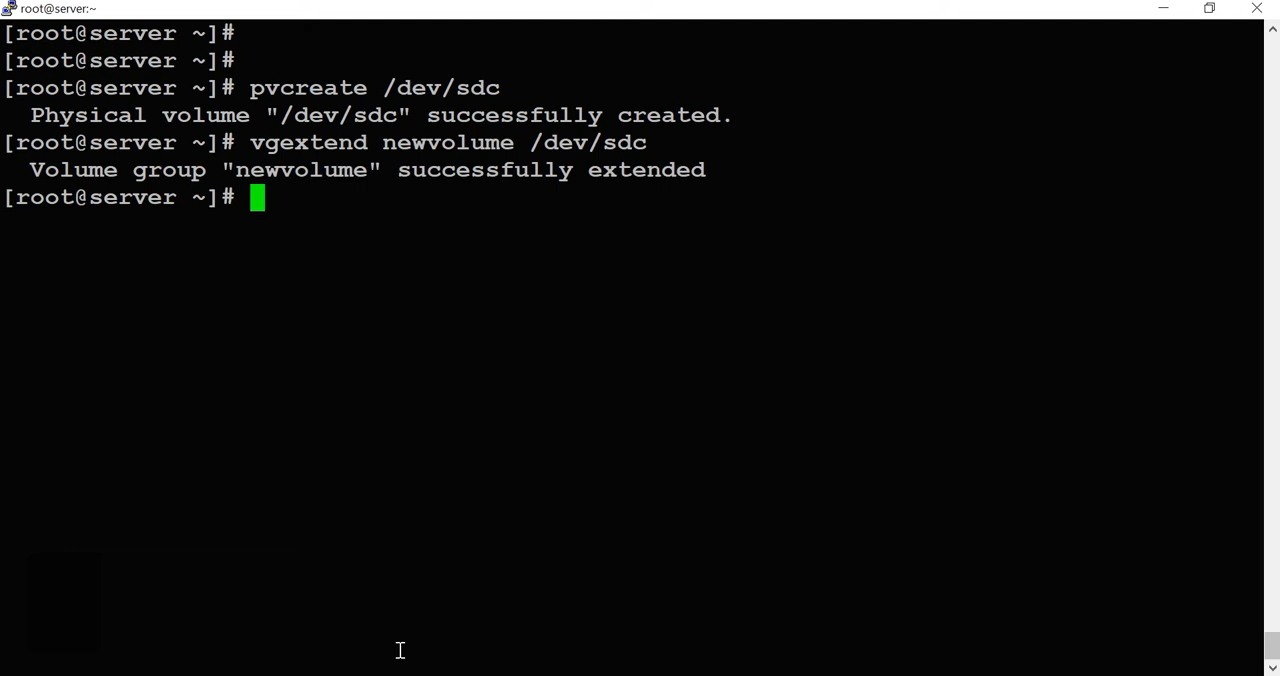 root@server:~
[root@server ~]#
[root@server ~]#
[root@server ~]# pvcreate /dev/sdc
  Physical volume "/dev/sdc" successfully created.
[root@server ~]# vgextend newvolume /dev/sdc
  Volume group "newvolume" successfully extended
[root@server ~]#